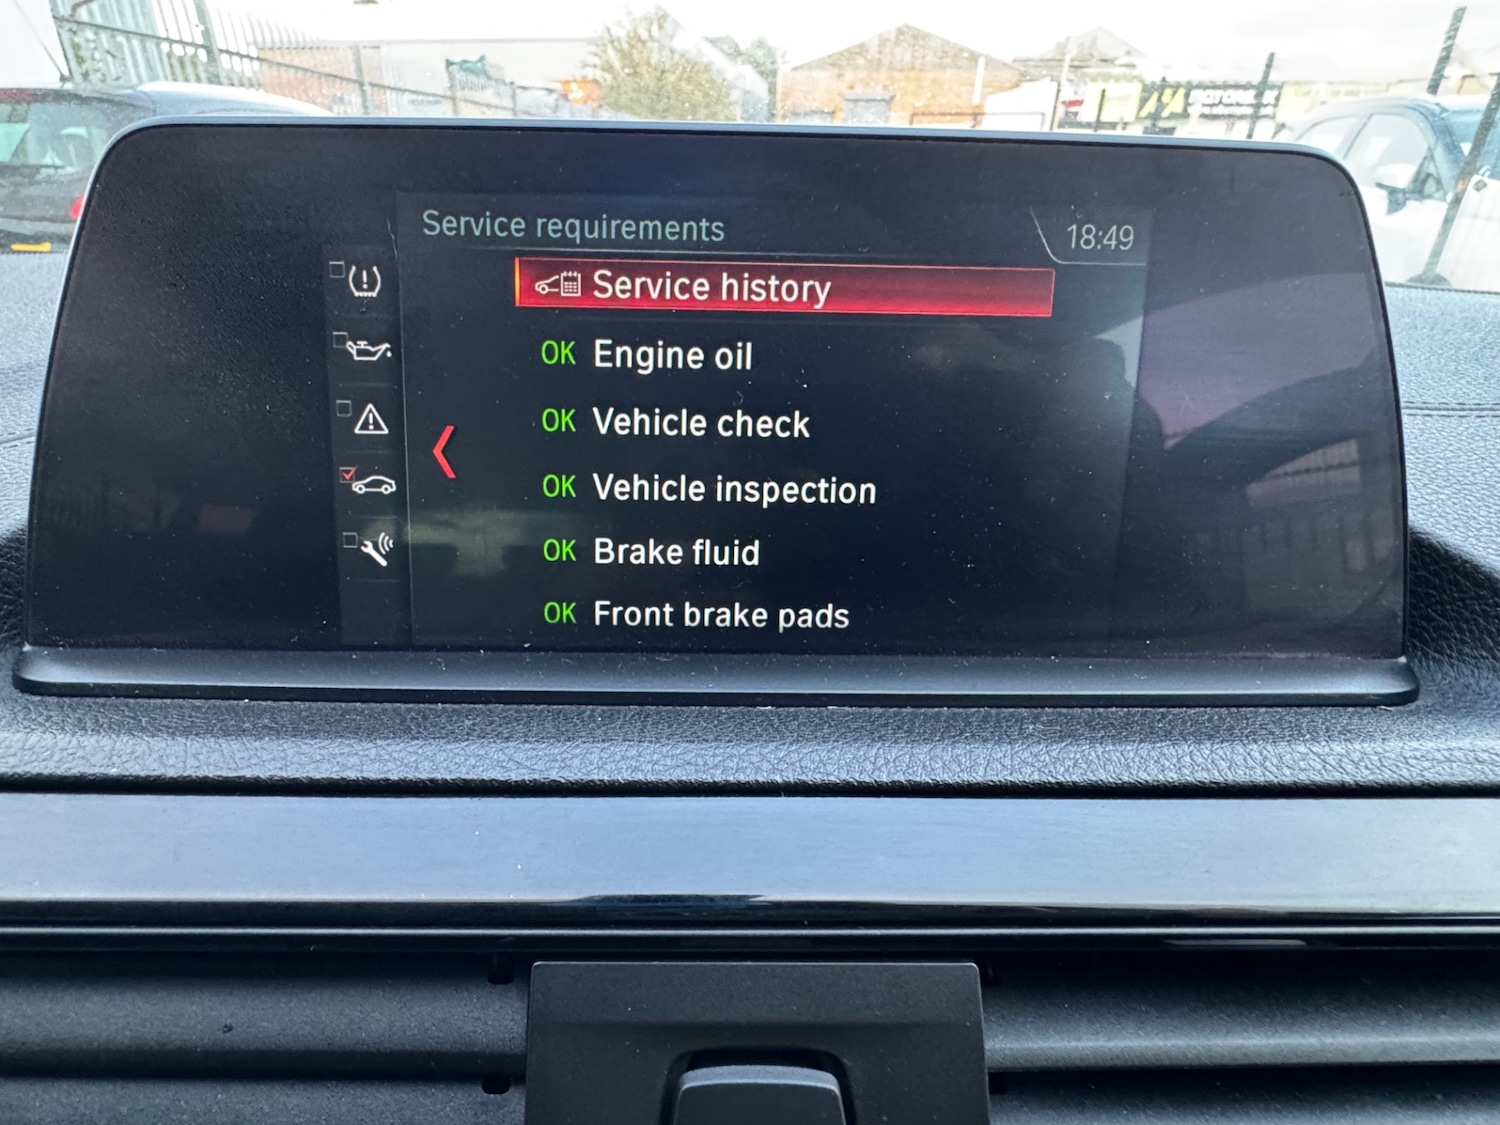 Service requirements
18:49
Service history
OK Engine oil
OK Vehicle check
OK Vehicle inspection
OK Brake fluid
OK Front brake pads